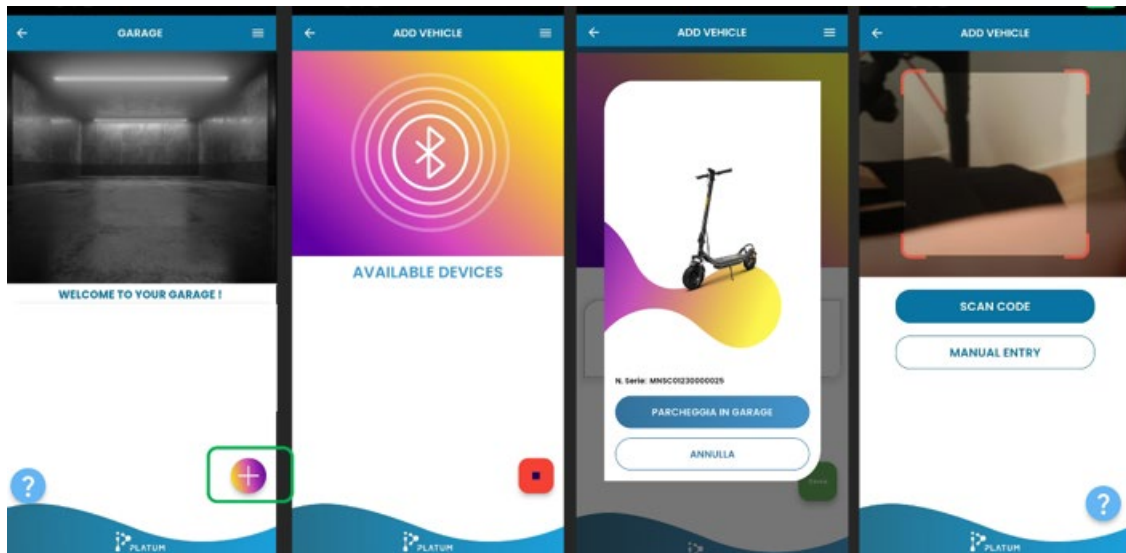 GARAGE
WELCOME TO YOUR GARAGE !
?
PLATUM
ADD VEHICLE
AVAILABLE DEVICES
PLATUM
ADD VEHICLE
N. Serie: MNSC01230000025
PARCHEGGIA IN GARAGE
ANNULLA
ADD VEHICLE
SCAN CODE
MANUAL ENTRY
?
PLATUM